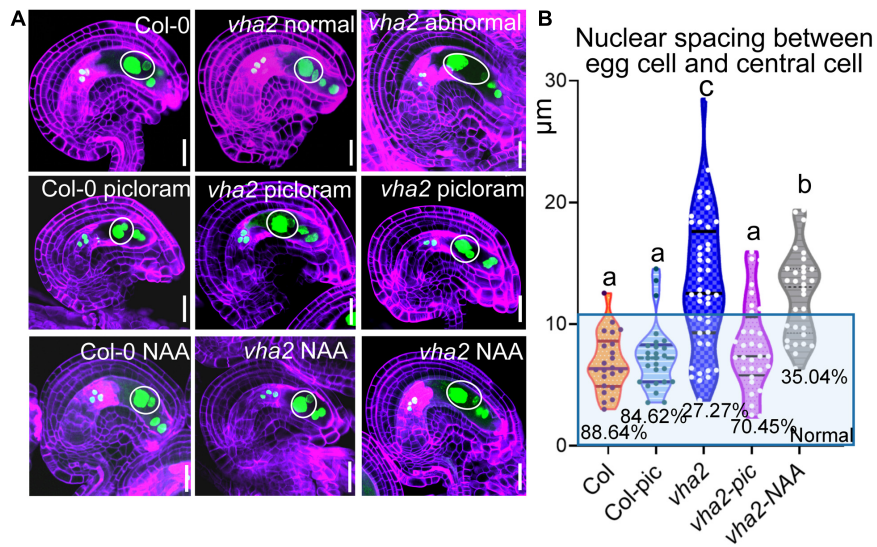 A
Col-0
vha2 normal
vha2 abnormal
Col-0 picloram
vha2 picloram
vha2 picloram
Col-0 NAA
vha2 NAA
vha2 NAA
B
Nuclear spacing between
egg cell and central cell
µm
30
20
10
0
a
a
c
a
b
88.64%
84.62%
27.27%
70.45%
35.04%
Normal
Col
Col-pic
vha2
vha2-pic
vha2-NAA